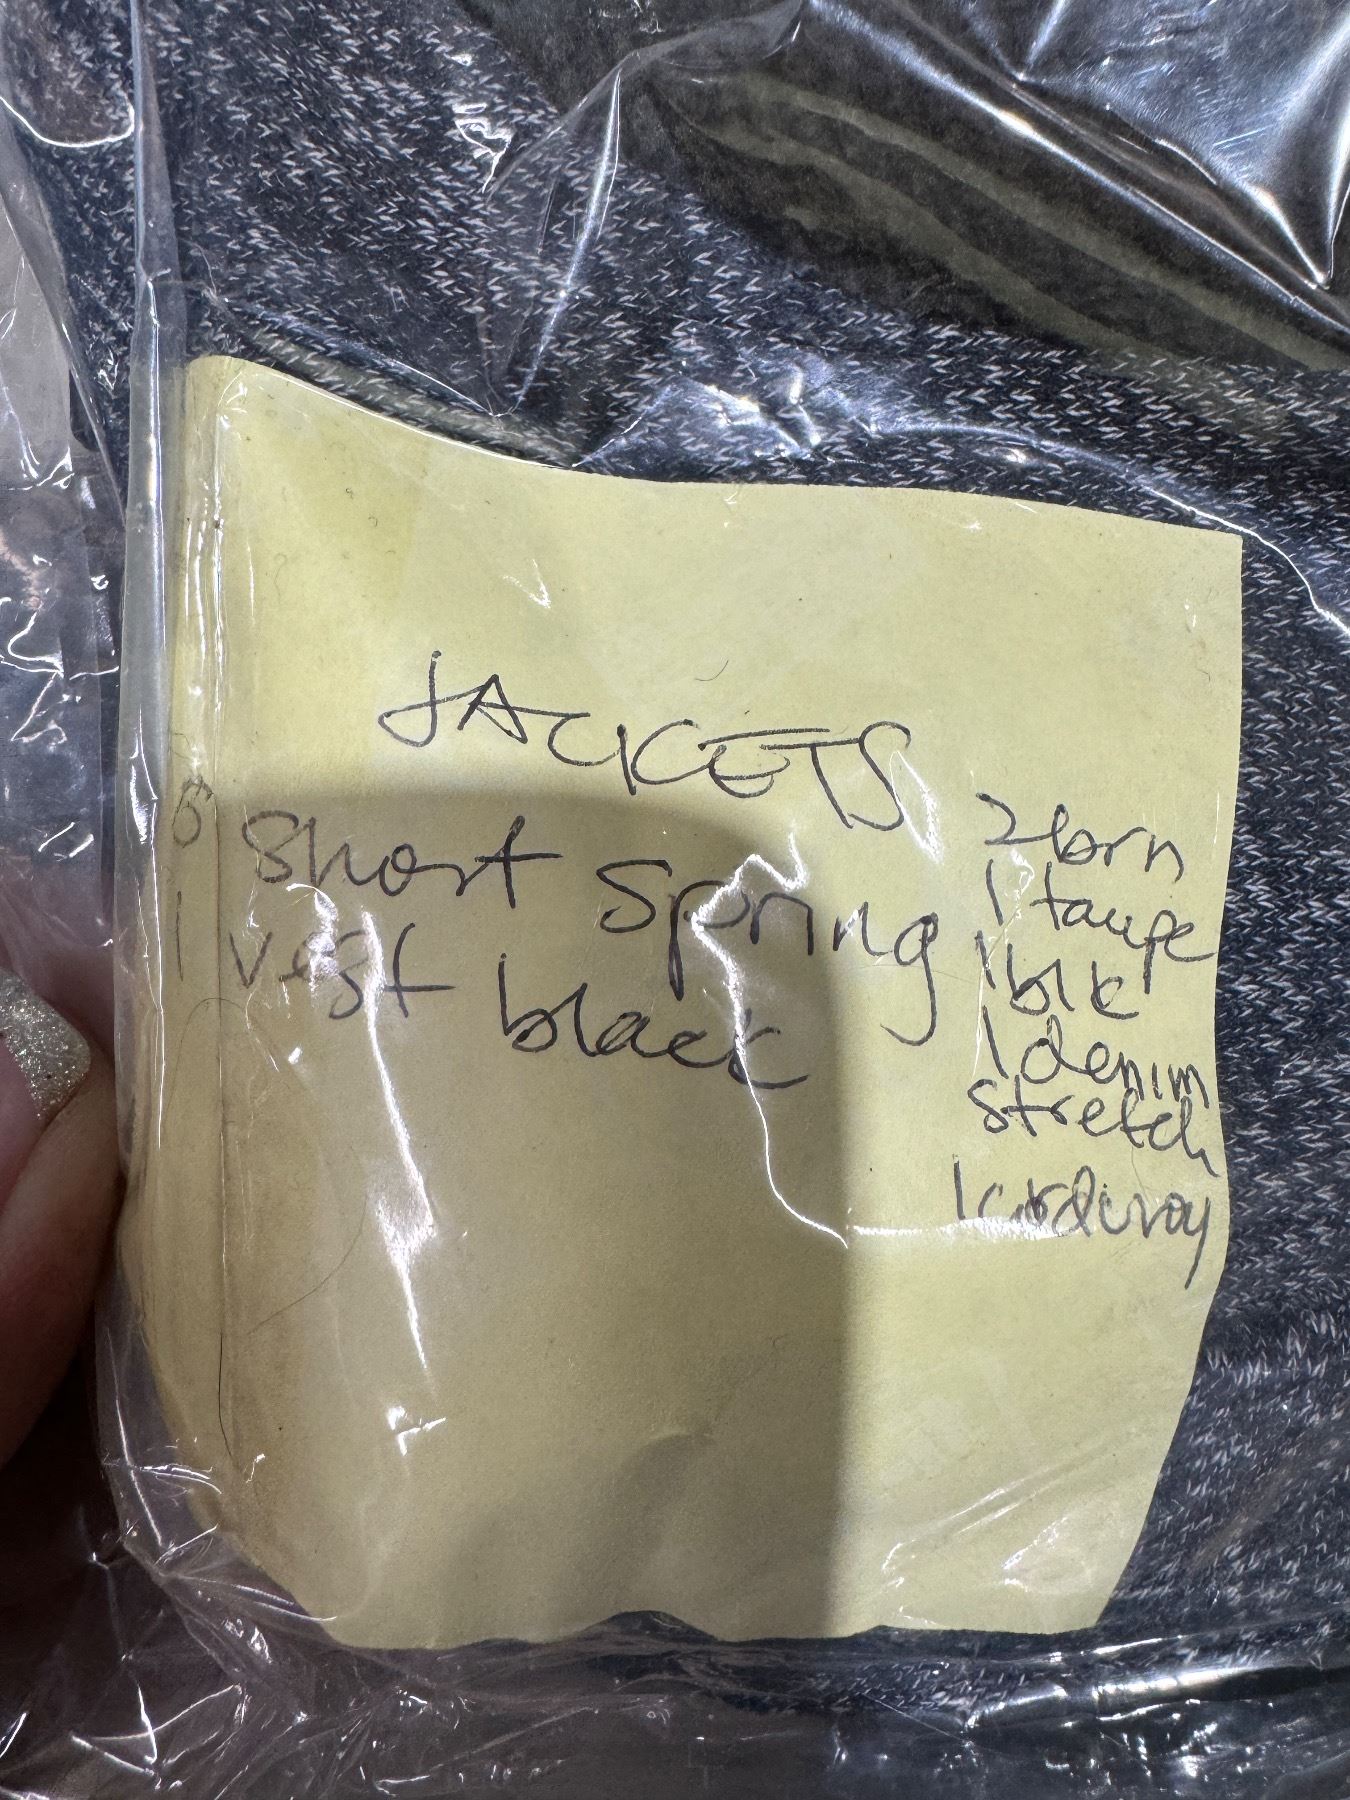 JACKETS
6 Short Spring
1 vest black
2 brn
1 taupe
1 blk
1 denim
stretch
1 corduroy